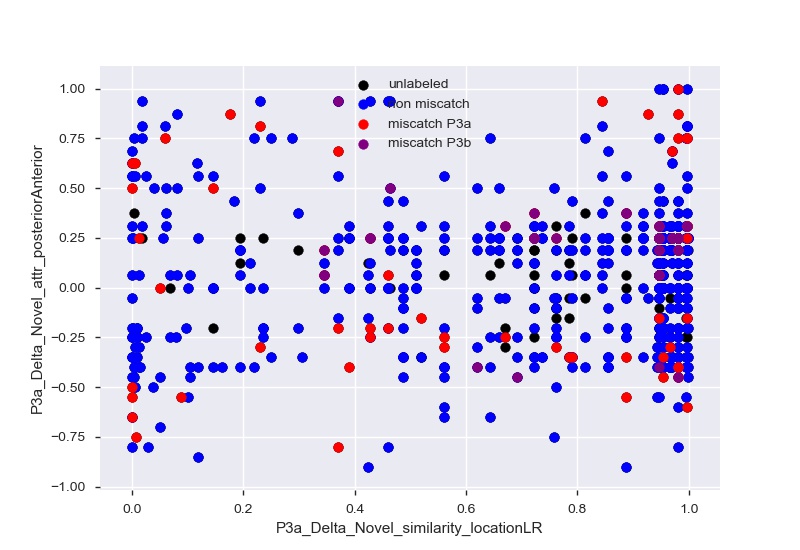 1.00
0.75
0.50
0.25
0.00
−0.25
−0.50
−0.75
−1.00
P3a_Delta_Novel_attr_posteriorAnterior
unlabeled
non miscatch
miscatch P3a
miscatch P3b
0.0 0.2 0.4 0.6 0.8 1.0
P3a_Delta_Novel_similarity_locationLR